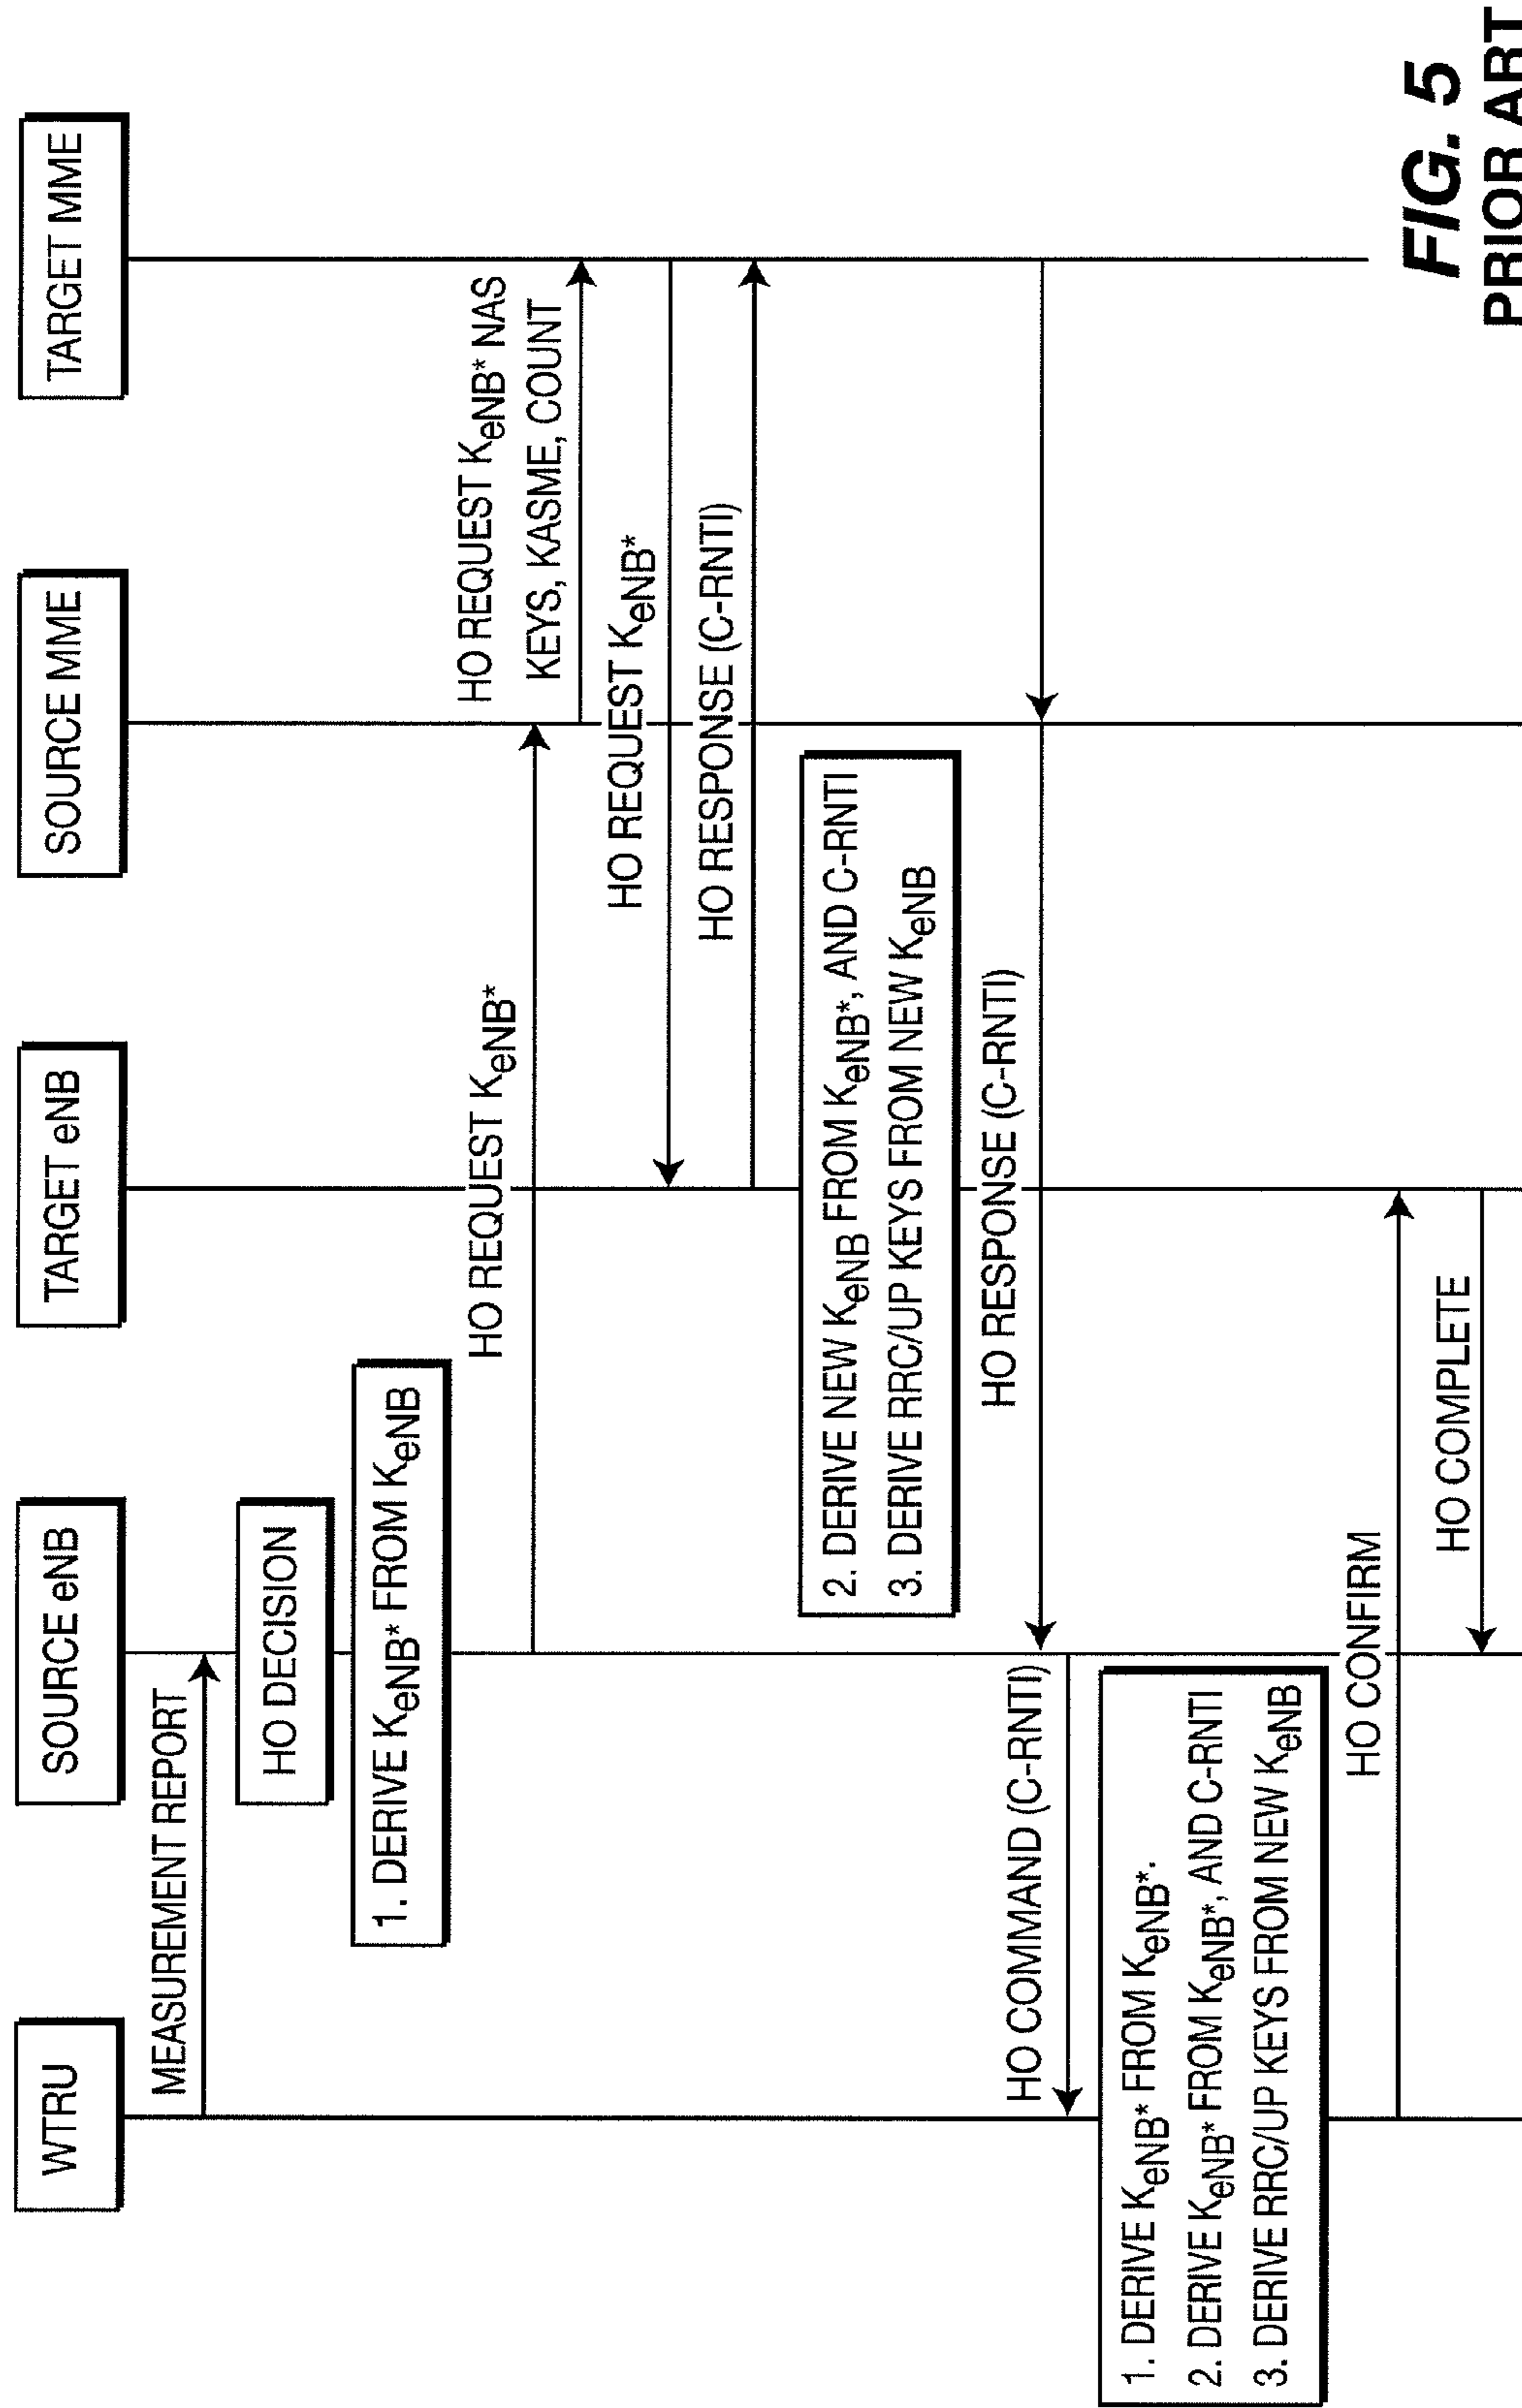 WTRU
SOURCE eNB
TARGET eNB
SOURCE MME
TARGET MME
MEASUREMENT REPORT
HO DECISION
1. DERIVE KeNB* FROM KeNB
HO REQUEST KeNB*
HO REQUEST KeNB* NAS
KEYS, KASME, COUNT
HO REQUEST KeNB*
HO RESPONSE (C-RNTI)
2. DERIVE NEW KeNB FROM KeNB*, AND C-RNTI
3. DERIVE RRC/UP KEYS FROM NEW KeNB
HO RESPONSE (C-RNTI)
HO COMMAND (C-RNTI)
1. DERIVE KeNB* FROM KeNB*.
2. DERIVE KeNB* FROM KeNB*, AND C-RNTI
3. DERIVE RRC/UP KEYS FROM NEW KeNB
HO CONFIRM
HO COMPLETE
FIG. 5
PRIOR ART